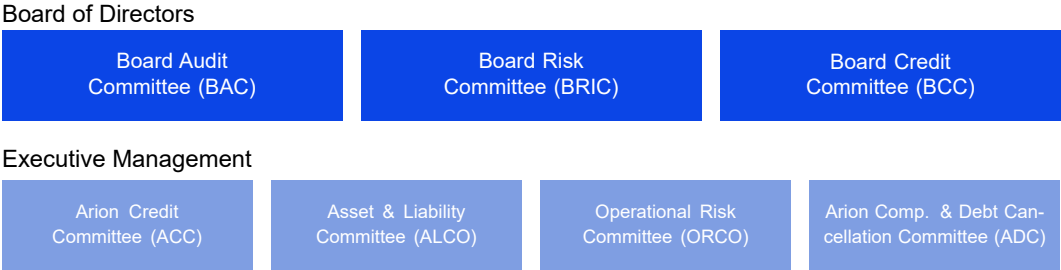 Board of Directors
Board Audit
Committee (BAC)
Board Risk
Committee (BRIC)
Board Credit
Committee (BCC)
Executive Management
Arion Credit
Committee (ACC)
Asset & Liability
Committee (ALCO)
Operational Risk
Committee (ORCO)
Arion Comp. & Debt Can-
cellation Committee (ADC)